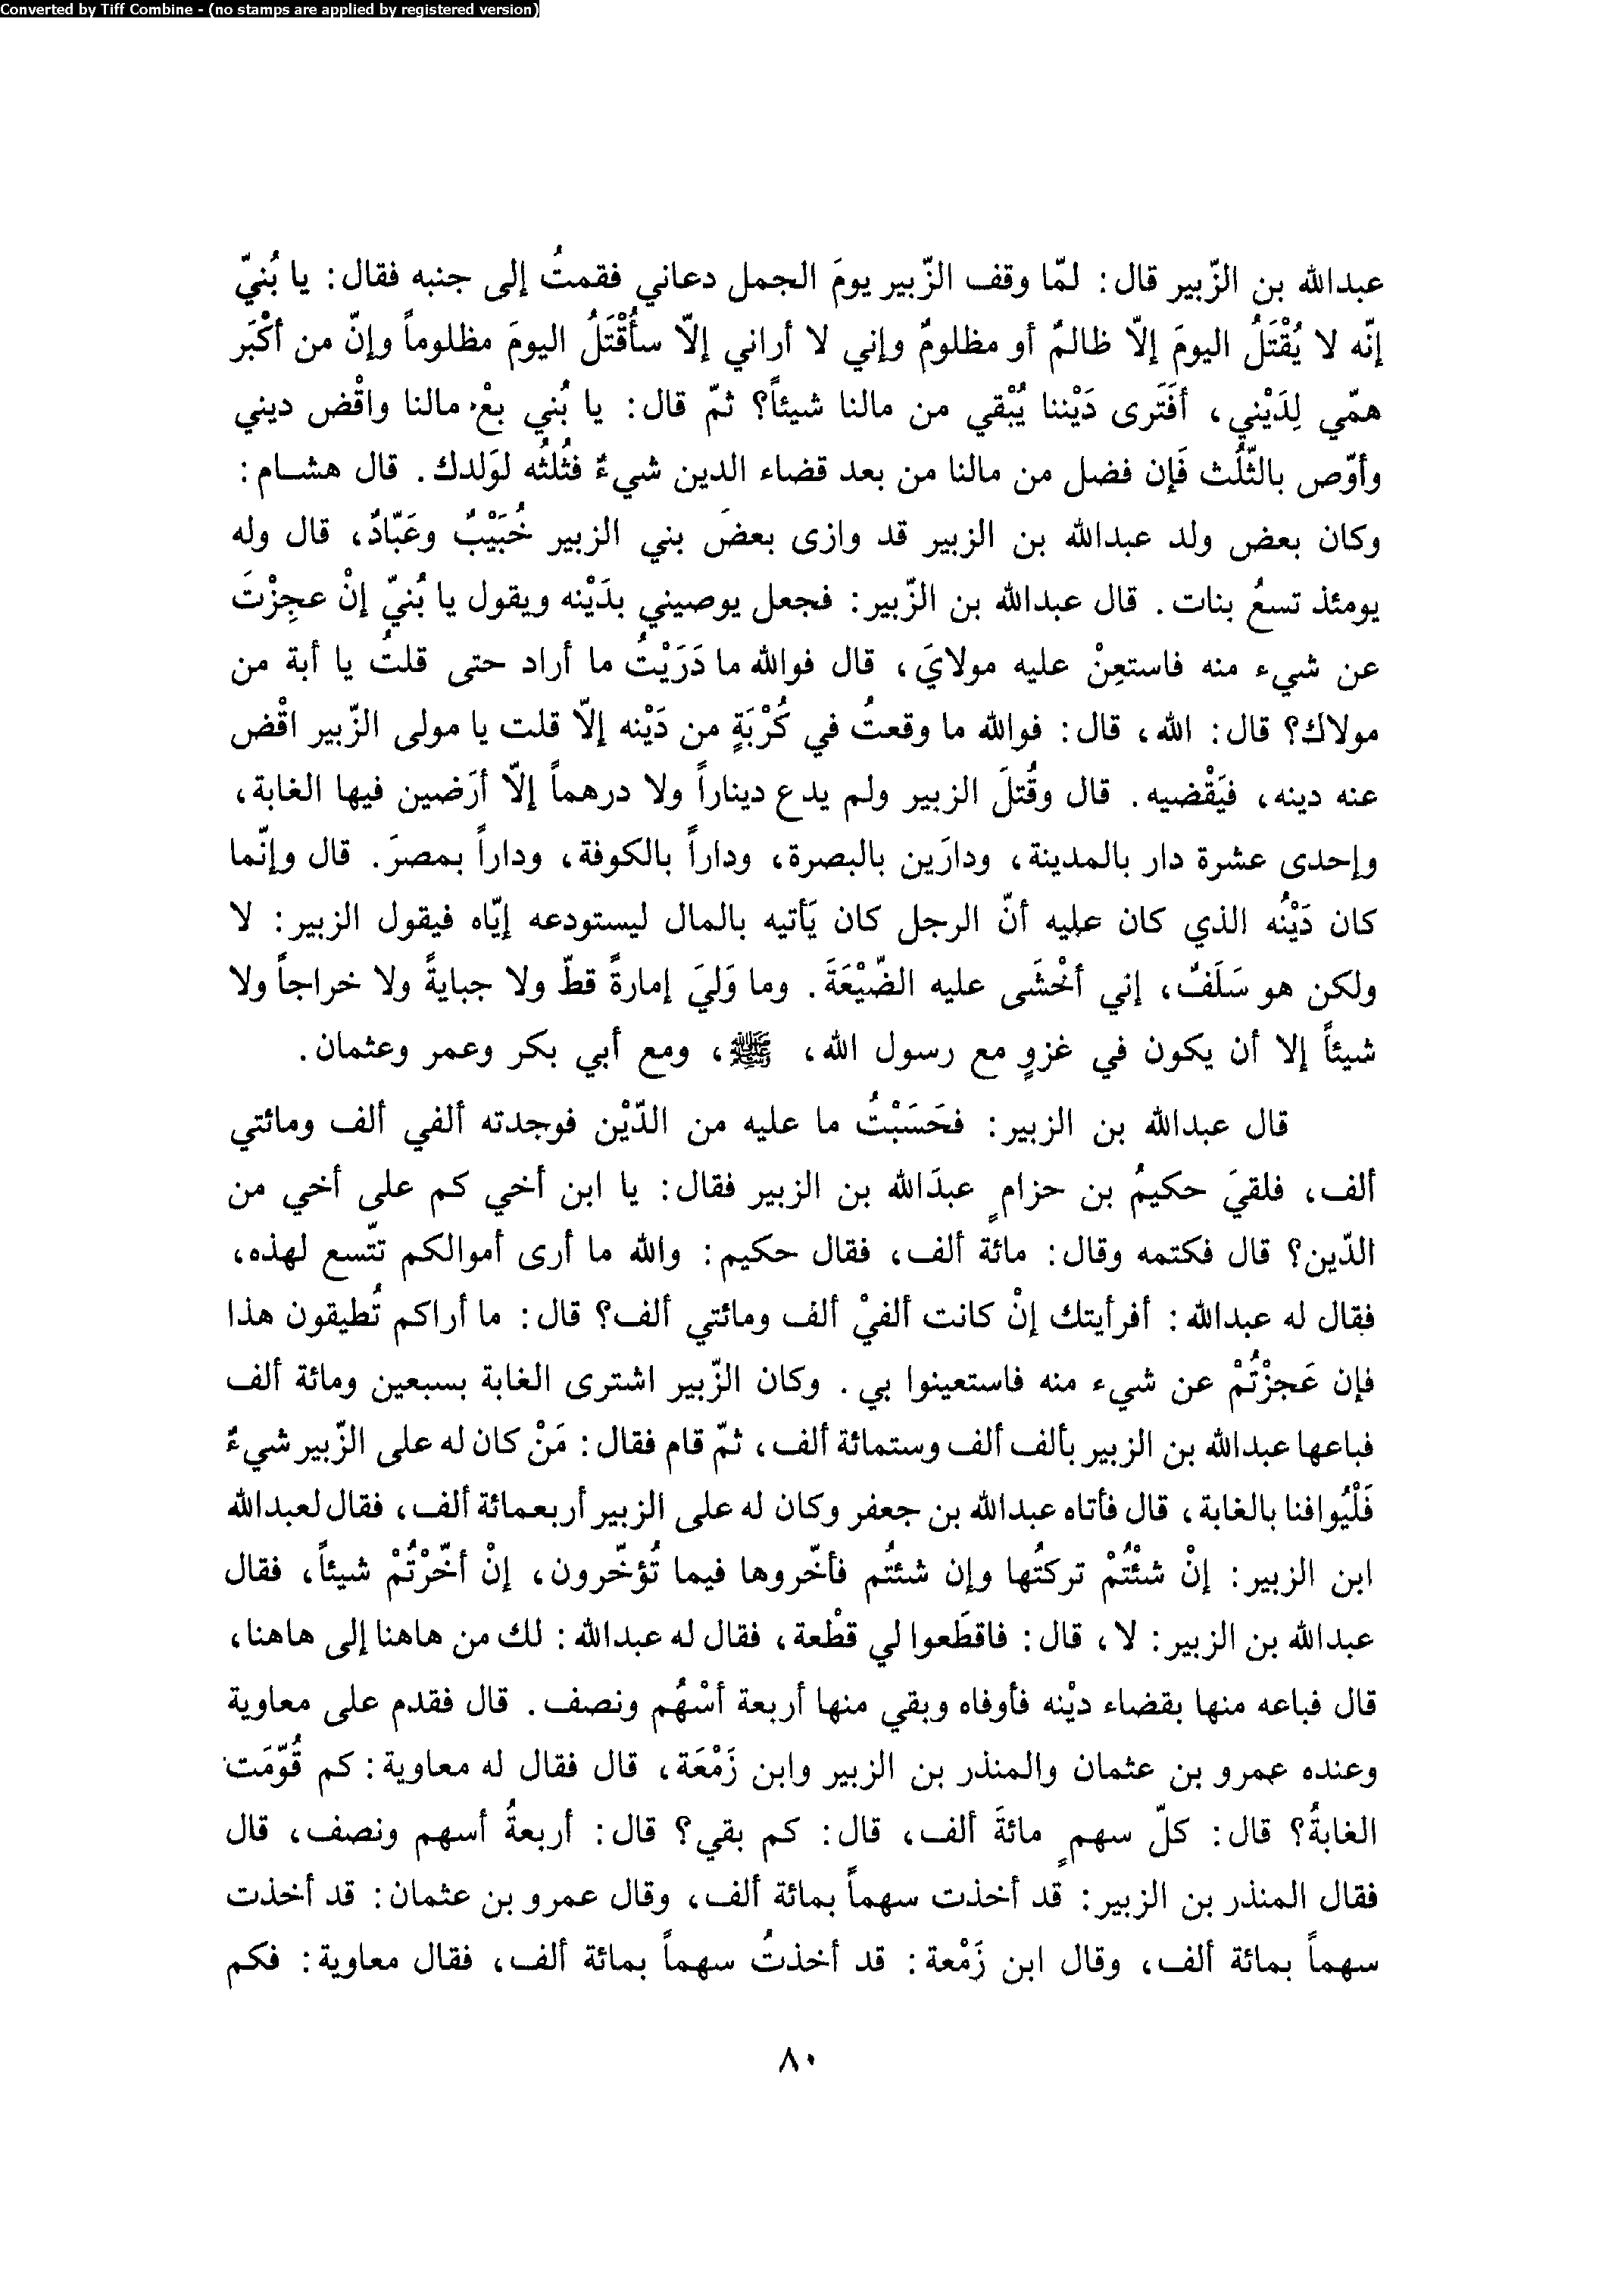 Converted by Tiff Combine - (no stamps are applied by registered version)
عبدالله بن الزّبير قال: لمّا وقف الزّبير يومَ الجمل دعاني فقمتُ إلى جنبه فقال: يا بُنيّ
إنّه لا يُقْتَلُ اليومَ إلاّ ظالمٌ أو مظلومٌ وإني لا أراني إلاّ سأُقْتَلُ اليومَ مظلوماً وإنّ من أكْبَر
همّي لِدَيْني، أفَتَرى دَيْننا يُبْقي من مالنا شيئاً؟ ثمّ قال: يا بُني بعْ مالنا واقْض ديني
وأوْص بالثّلُث فَإن فضل من مالنا من بعد قضاء الدين شيءٌ فثُلثُه لوَلدك. قال هشام:
وكان بعض ولد عبدالله بن الزبير قد وازى بعضَ بني الزبير خُبَيْبٌ وعَبّادٌ، قال وله
يومئذ تسعُ بنات. قال عبدالله بن الزّبير: فجعل يوصيني بدَيْنه ويقول يا بُنيّ إنْ عجِزْتَ
عن شيء منه فاستعِنْ عليه مولايَ، قال فوالله ما دَرَيْتُ ما أراد حتى قلتُ يا أبة من
مولاك؟ قال: الله، قال: فوالله ما وقعتُ في كُرْبَةٍ من دَيْنه إلاّ قلت يا مولى الزّبير اقْض
عنه دينه، فيَقْضيه. قال وقُتلَ الزبير ولم يدع ديناراً ولا درهماً إلاّ أرَضين فيها الغابة،
وإحدى عشرة دار بالمدينة، ودارَين بالبصرة، وداراً بالكوفة، وداراً بمصرَ. قال وإنّما
كان دَيْنُه الذي كان عليه أنّ الرجل كان يَأتيه بالمال ليستودعه إيّاه فيقول الزبير: لا
ولكن هو سَلَفٌ، إني أخْشَى عليه الضّيْعَةَ. وما وَليَ إمارةً قطّ ولا جبايةً ولا خراجاً ولا
شيئاً إلا أن يكون في غزوٍ مع رسول الله، ﷺ، ومع أبي بكر وعمر وعثمان.
قال عبدالله بن الزبير: فحَسَبْتُ ما عليه من الدّيْن فوجدته ألفي ألف ومائتي
ألف، فلقيَ حكيمُ بن حزامٍ عبدَالله بن الزبير فقال: يا ابن أخي كم على أخي من
الدّين؟ قال فكتمه وقال: مائة ألف، فقال حكيم: والله ما أرى أموالكم تتّسع لهذه،
فقال له عبدالله: أفرأيتك إنْ كانت ألفيْ ألف ومائتي ألف؟ قال: ما أراكم تُطيقون هذا
فإن عَجزْتُمْ عن شيء منه فاستعينوا بي. وكان الزّبير اشترى الغابة بسبعين ومائة ألف
فباعها عبدالله بن الزبير بألف ألف وستمائة ألف، ثمّ قام فقال: مَنْ كان له على الزّبير شيءٌ
فَلْيُوافنا بالغابة، قال فأتاه عبدالله بن جعفر وكان له على الزبير أربعمائة ألف، فقال لعبدالله
ابن الزبير: إنْ شئْتُمْ تركتُها وإن شئتُم فأخّروها فيما تُؤخّرون، إنْ أخّرْتُمْ شيئاً، فقال
عبدالله بن الزبير: لا، قال: فاقطَعوا لي قطْعة، فقال له عبدالله: لك من هاهنا إلى هاهنا،
قال فباعه منها بقضاء ديْنه فأوفاه وبقي منها أربعة أسْهُم ونصف. قال فقدم على معاوية
وعنده عمرو بن عثمان والمنذر بن الزبير وابن زَمْعَة، قال فقال له معاوية: كم قُوّمَت
الغابةُ؟ قال: كلّ سهمٍ مائةَ ألف، قال: كم بقي؟ قال: أربعةُ أسهم ونصف، قال
فقال المنذر بن الزبير: قد أخذت سهماً بمائة ألف، وقال عمرو بن عثمان: قد أخذت
سهماً بمائة ألف، وقال ابن زَمْعة: قد أخذتُ سهماً بمائة ألف، فقال معاوية: فكم
٨٠